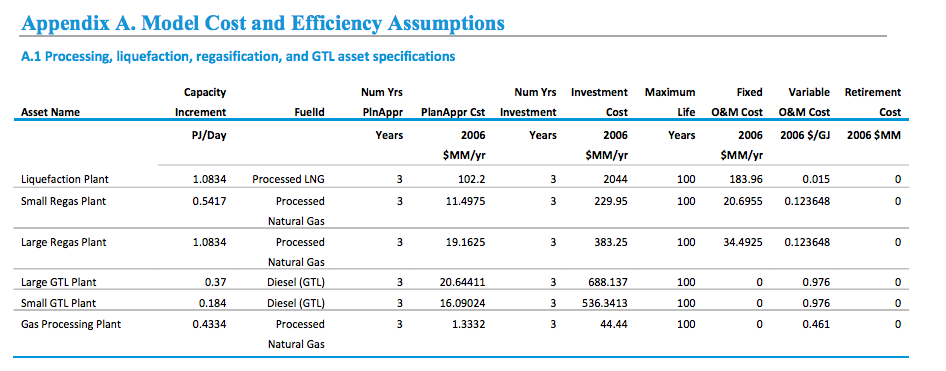 Appendix A. Model Cost and Efficiency Assumptions
A.1 Processing, liquefaction, regasification, and GTL asset specifications
Capacity Num Yrs Num Yrs Investment Maximum Fixed Variable Retirement
Asset Name Increment FuelId PlnAppr PlanAppr Cst Investment Cost Life O&M Cost O&M Cost Cost
PJ/Day Years 2006 Years 2006 Years 2006 2006 $/GJ 2006 $MM
$MM/yr $MM/yr $MM/yr
Liquefaction Plant 1.0834 Processed LNG 3 102.2 3 2044 100 183.96 0.015 0
Small Regas Plant 0.5417 Processed 3 11.4975 3 229.95 100 20.6955 0.123648 0
Natural Gas
Large Regas Plant 1.0834 Processed 3 19.1625 3 383.25 100 34.4925 0.123648 0
Natural Gas
Large GTL Plant 0.37 Diesel (GTL) 3 20.64411 3 688.137 100 0 0.976 0
Small GTL Plant 0.184 Diesel (GTL) 3 16.09024 3 536.3413 100 0 0.976 0
Gas Processing Plant 0.4334 Processed 3 1.3332 3 44.44 100 0 0.461 0
Natural Gas